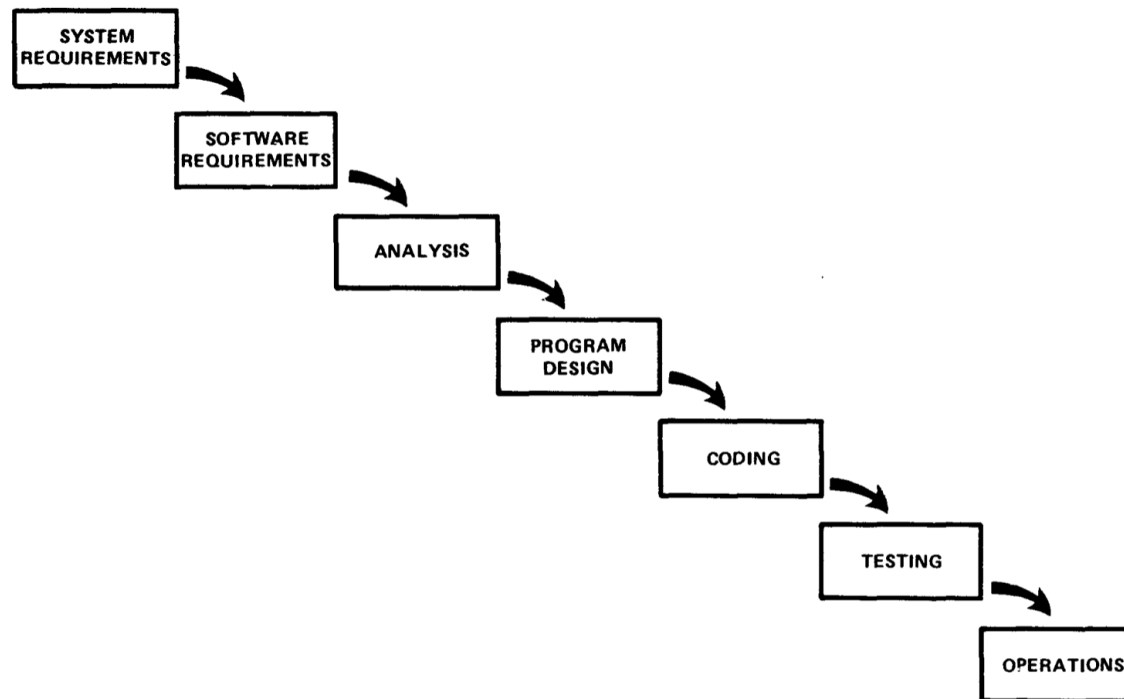 SYSTEM
REQUIREMENTS
SOFTWARE
REQUIREMENTS
ANALYSIS
PROGRAM
DESIGN
CODING
TESTING
OPERATIONS